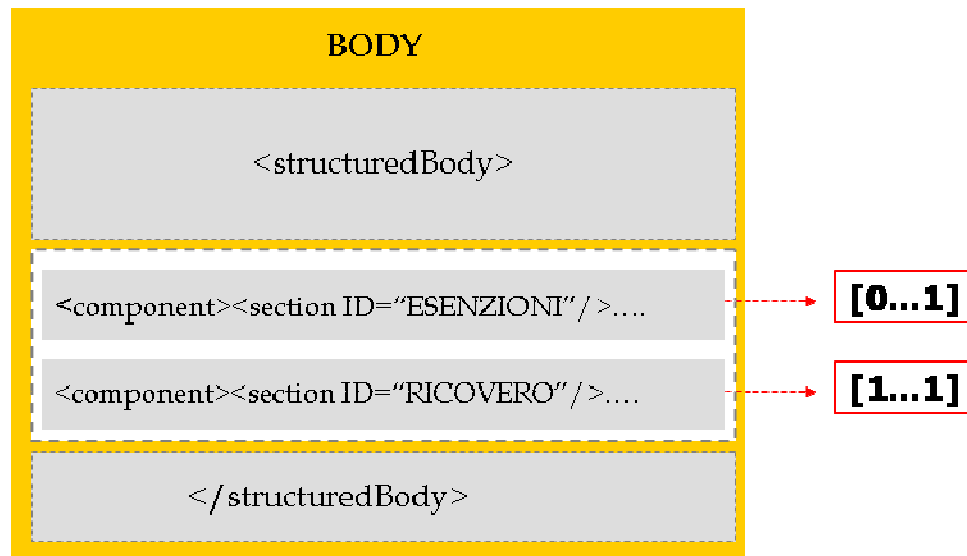 BODY
<structuredBody>
<component><section ID=“ESENZIONI”/>....
[0...1]
<component><section ID=“RICOVERO”/>....
[1...1]
</structuredBody>